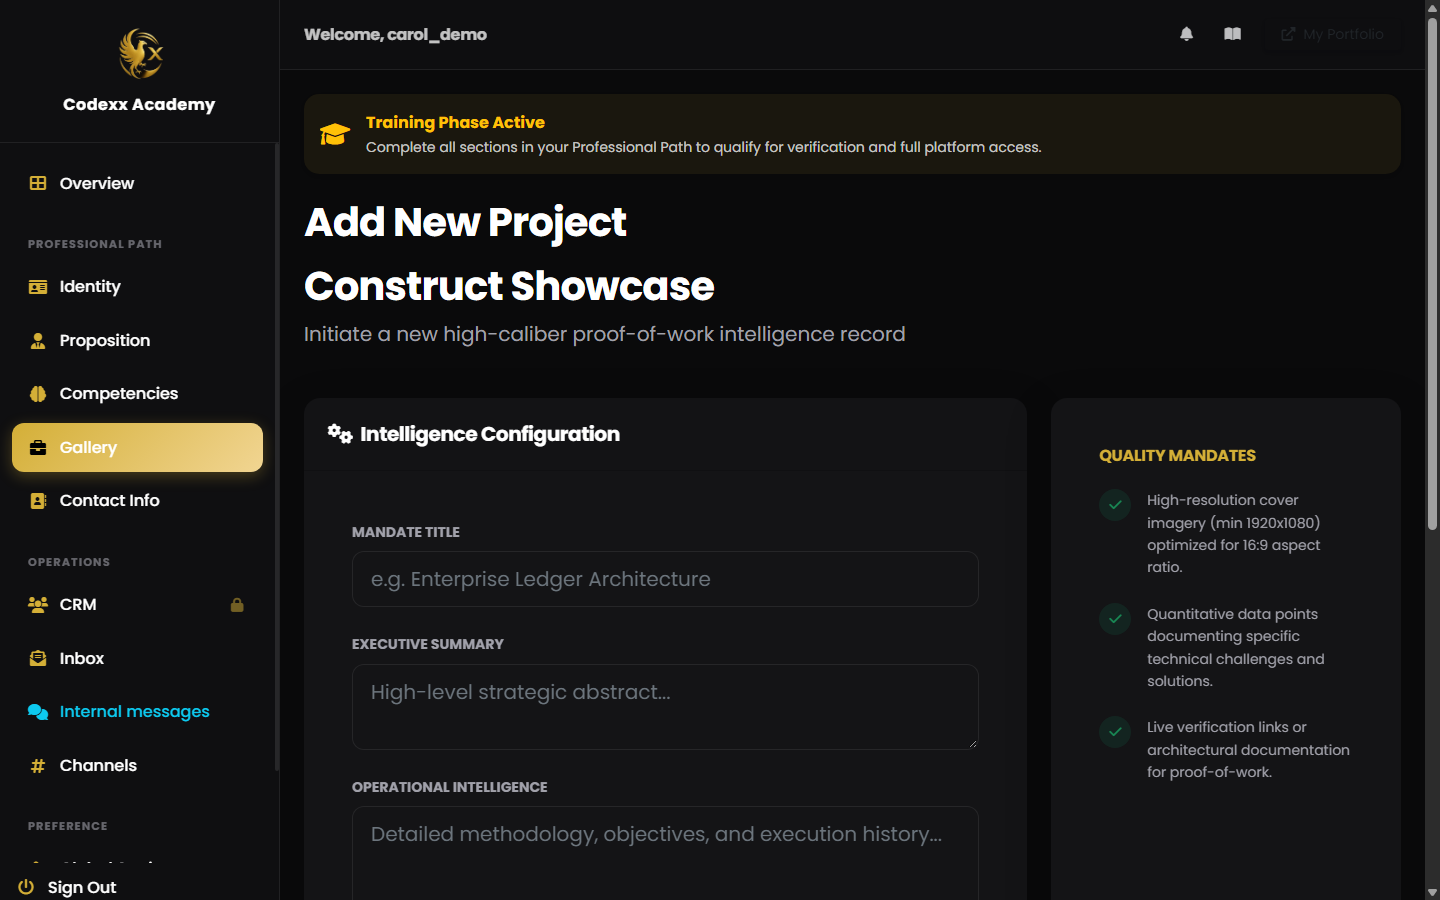 Codexx Academy
Overview
PROFESSIONAL PATH
Identity
Proposition
Competencies
Gallery
Contact Info
OPERATIONS
CRM
Inbox
Internal messages
Channels
PREFERENCE
Sign Out
Welcome, carol_demo
My Portfolio
Training Phase Active
Complete all sections in your Professional Path to qualify for verification and full platform access.
Add New Project
Construct Showcase
Initiate a new high-caliber proof-of-work intelligence record
Intelligence Configuration
MANDATE TITLE
e.g. Enterprise Ledger Architecture
EXECUTIVE SUMMARY
High-level strategic abstract...
OPERATIONAL INTELLIGENCE
Detailed methodology, objectives, and execution history...
QUALITY MANDATES
High-resolution cover
imagery (min 1920x1080)
optimized for 16:9 aspect
ratio.
Quantitative data points
documenting specific
technical challenges and
solutions.
Live verification links or
architectural documentation
for proof-of-work.